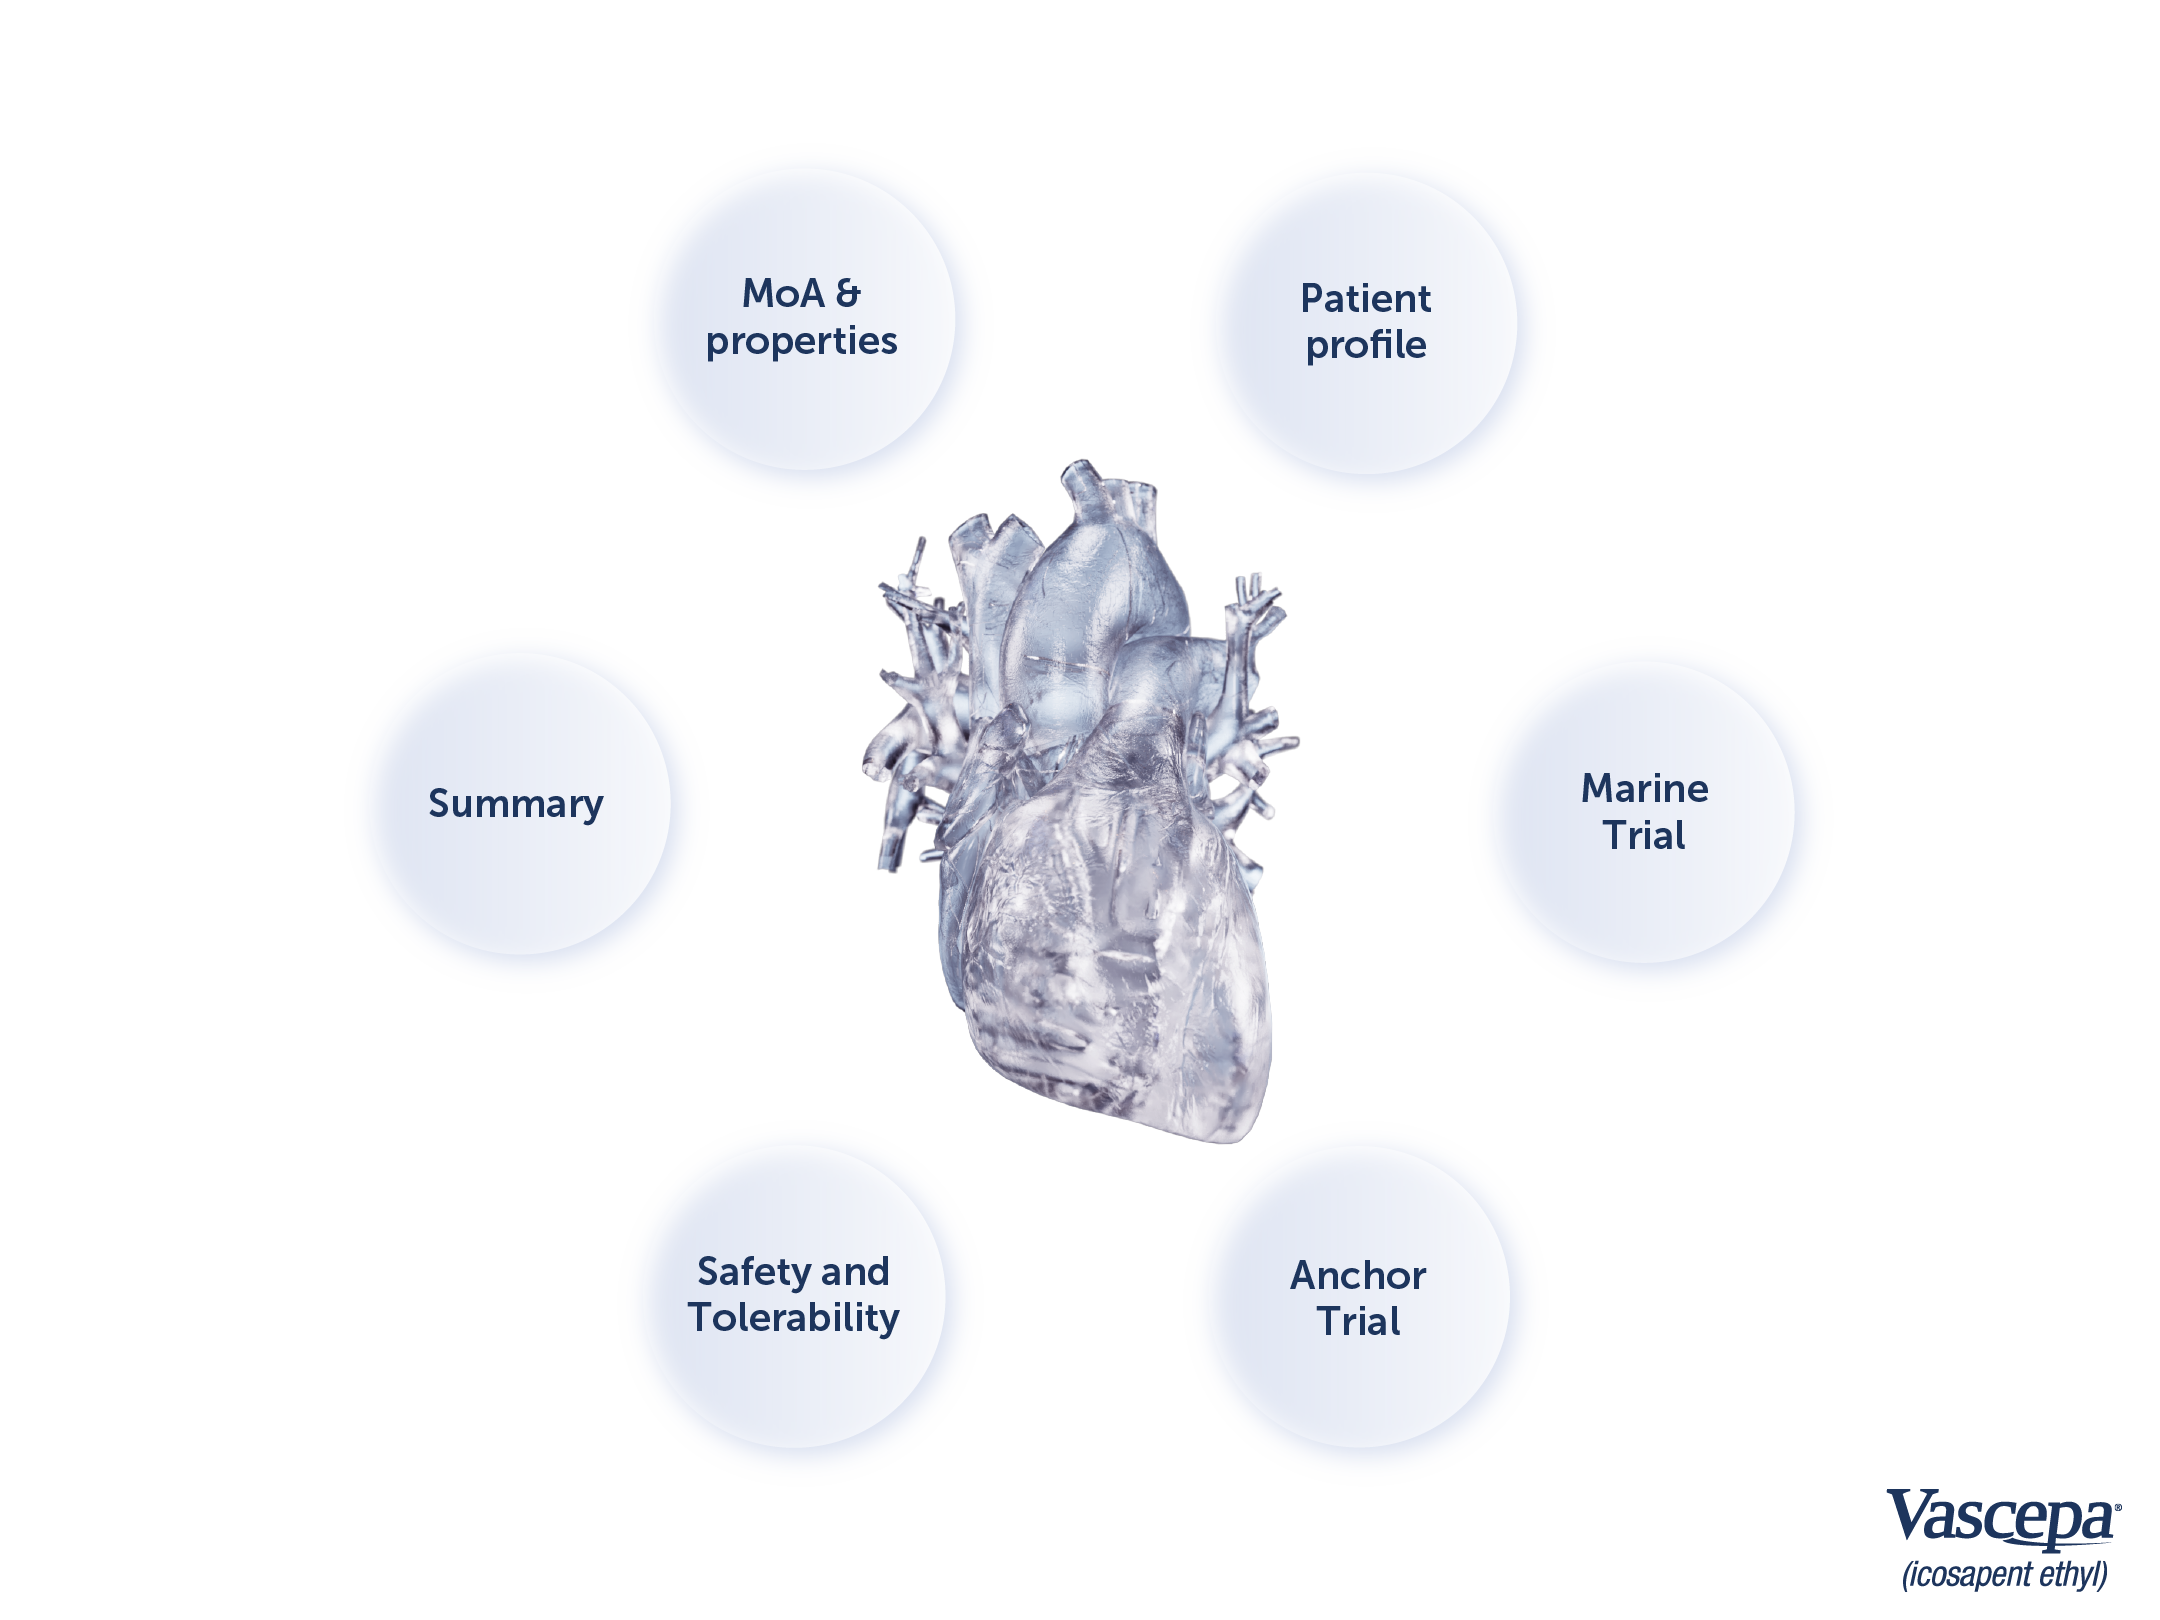 MoA &
properties
Patient
profile
Summary
Marine
Trial
Safety and
Tolerability
Anchor
Trial
Vascepa®
(icosapent ethyl)